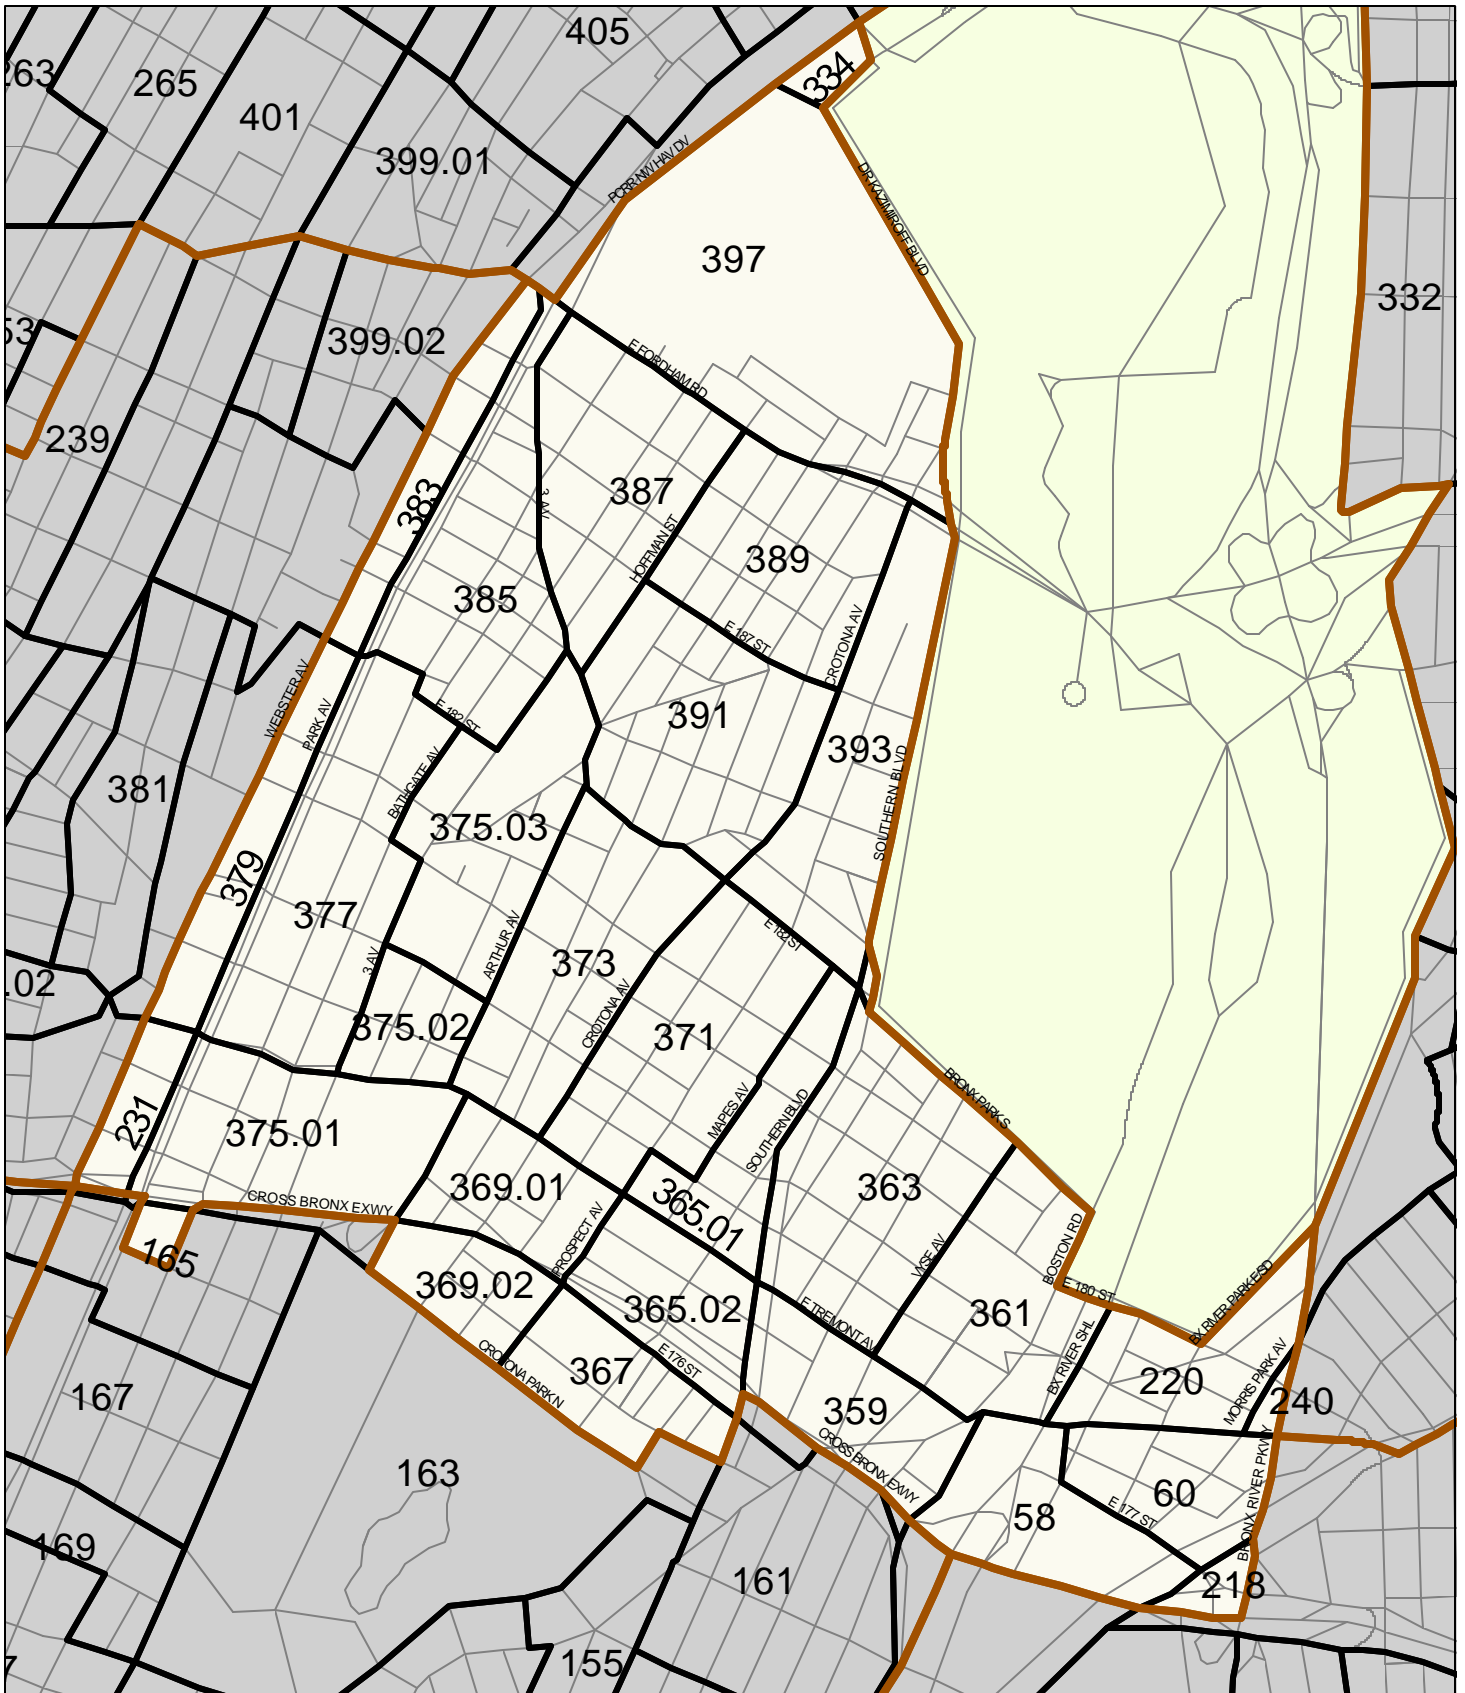 405
263
265
334
401
399.01
PCRR NW HAV DV
DR KAZIMIROFF BLVD
397
332
53
399.02
E FORDHAM RD
239
383
387
3 AV
HOFFMAN ST
389
385
E 187 ST
CROTONA AV
WEBSTER AV
PARK AV
E 182 ST
391
393
SOUTHERN BLVD
381
BATHGATE AV
375.03
379
377
E 182 ST
ARTHUR AV
3 AV
373
.02
CROTONA AV
375.02
371
BRONX PARK S
MAPES AV
SOUTHERN BLVD
231
375.01
369.01
365.01
363
CROSS BRONX EXWY
PROSPECT AV
VYSE AV
BOSTON RD
165
369.02
365.02
E 180 ST
BX RIVER PARK ESD
E TREMONT AV
361
BX RIVER SHL
CROTONA PARK N
367
E 176 ST
220
MORRIS PARK AV
240
167
359
163
CROSS BRONX EXWY
BRONX RIVER PKWY
58
60
E 177 ST
169
161
218
155
7